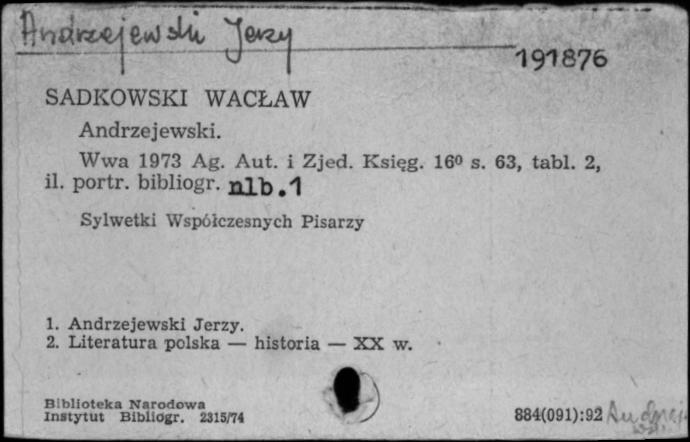 Andrzejewski Jerzy
191876
SADKOWSKI WACŁAW
Andrzejewski.
Wwa 1973 Ag. Aut. i Zjed. Księg. 16⁰ s. 63, tabl. 2,
il. portr. bibliogr. nlb.1
Sylwetki Współczesnych Pisarzy
1. Andrzejewski Jerzy.
2. Literatura polska — historia — XX w.
Biblioteka Narodowa
Instytut Bibliogr. 2315/74
884(091):92